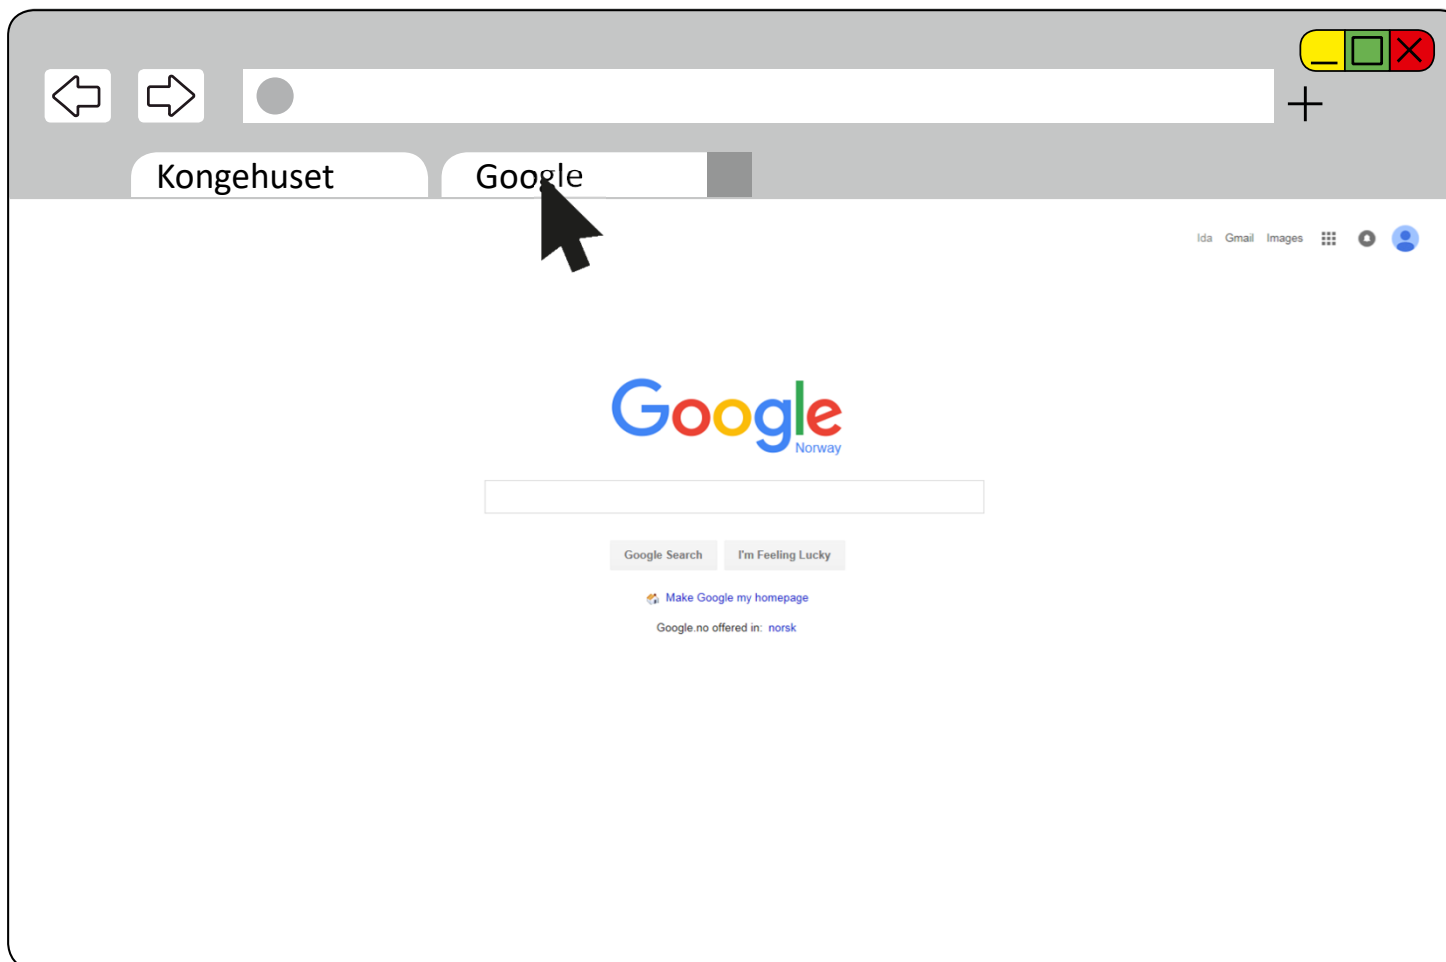 Kongehuset Google
Ida Gmail Images
Google
Norway
Google Search I'm Feeling Lucky
Make Google my homepage
Google.no offered in: norsk